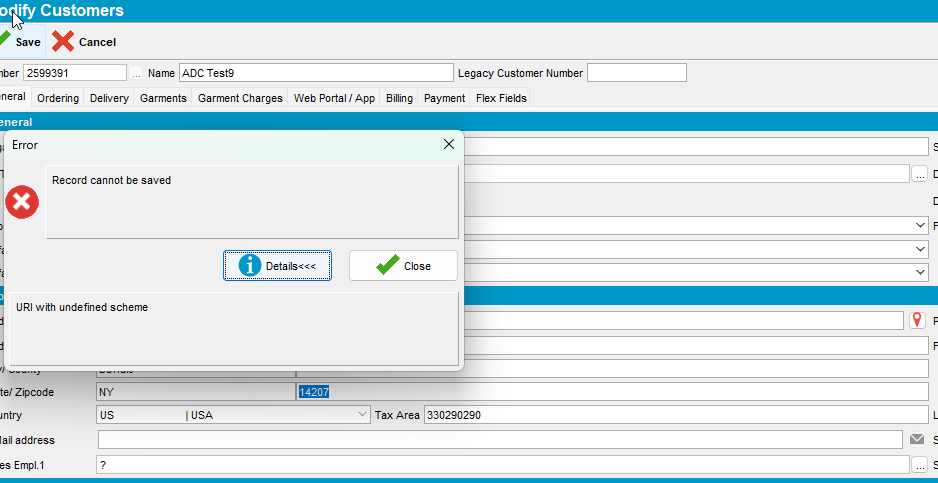 odify Customers
Save Cancel
nber 2599391 ... Name ADC Test9 Legacy Customer Number
eneral Ordering Delivery Garments Garment Charges Web Portal / App Billing Payment Flex Fields
eneral
Error
Record cannot be saved
Details<<< Close
URI with undefined scheme
te/ Zipcode NY 14207
untry US | USA Tax Area 330290290
Mail address
es Empl.1 ? ...